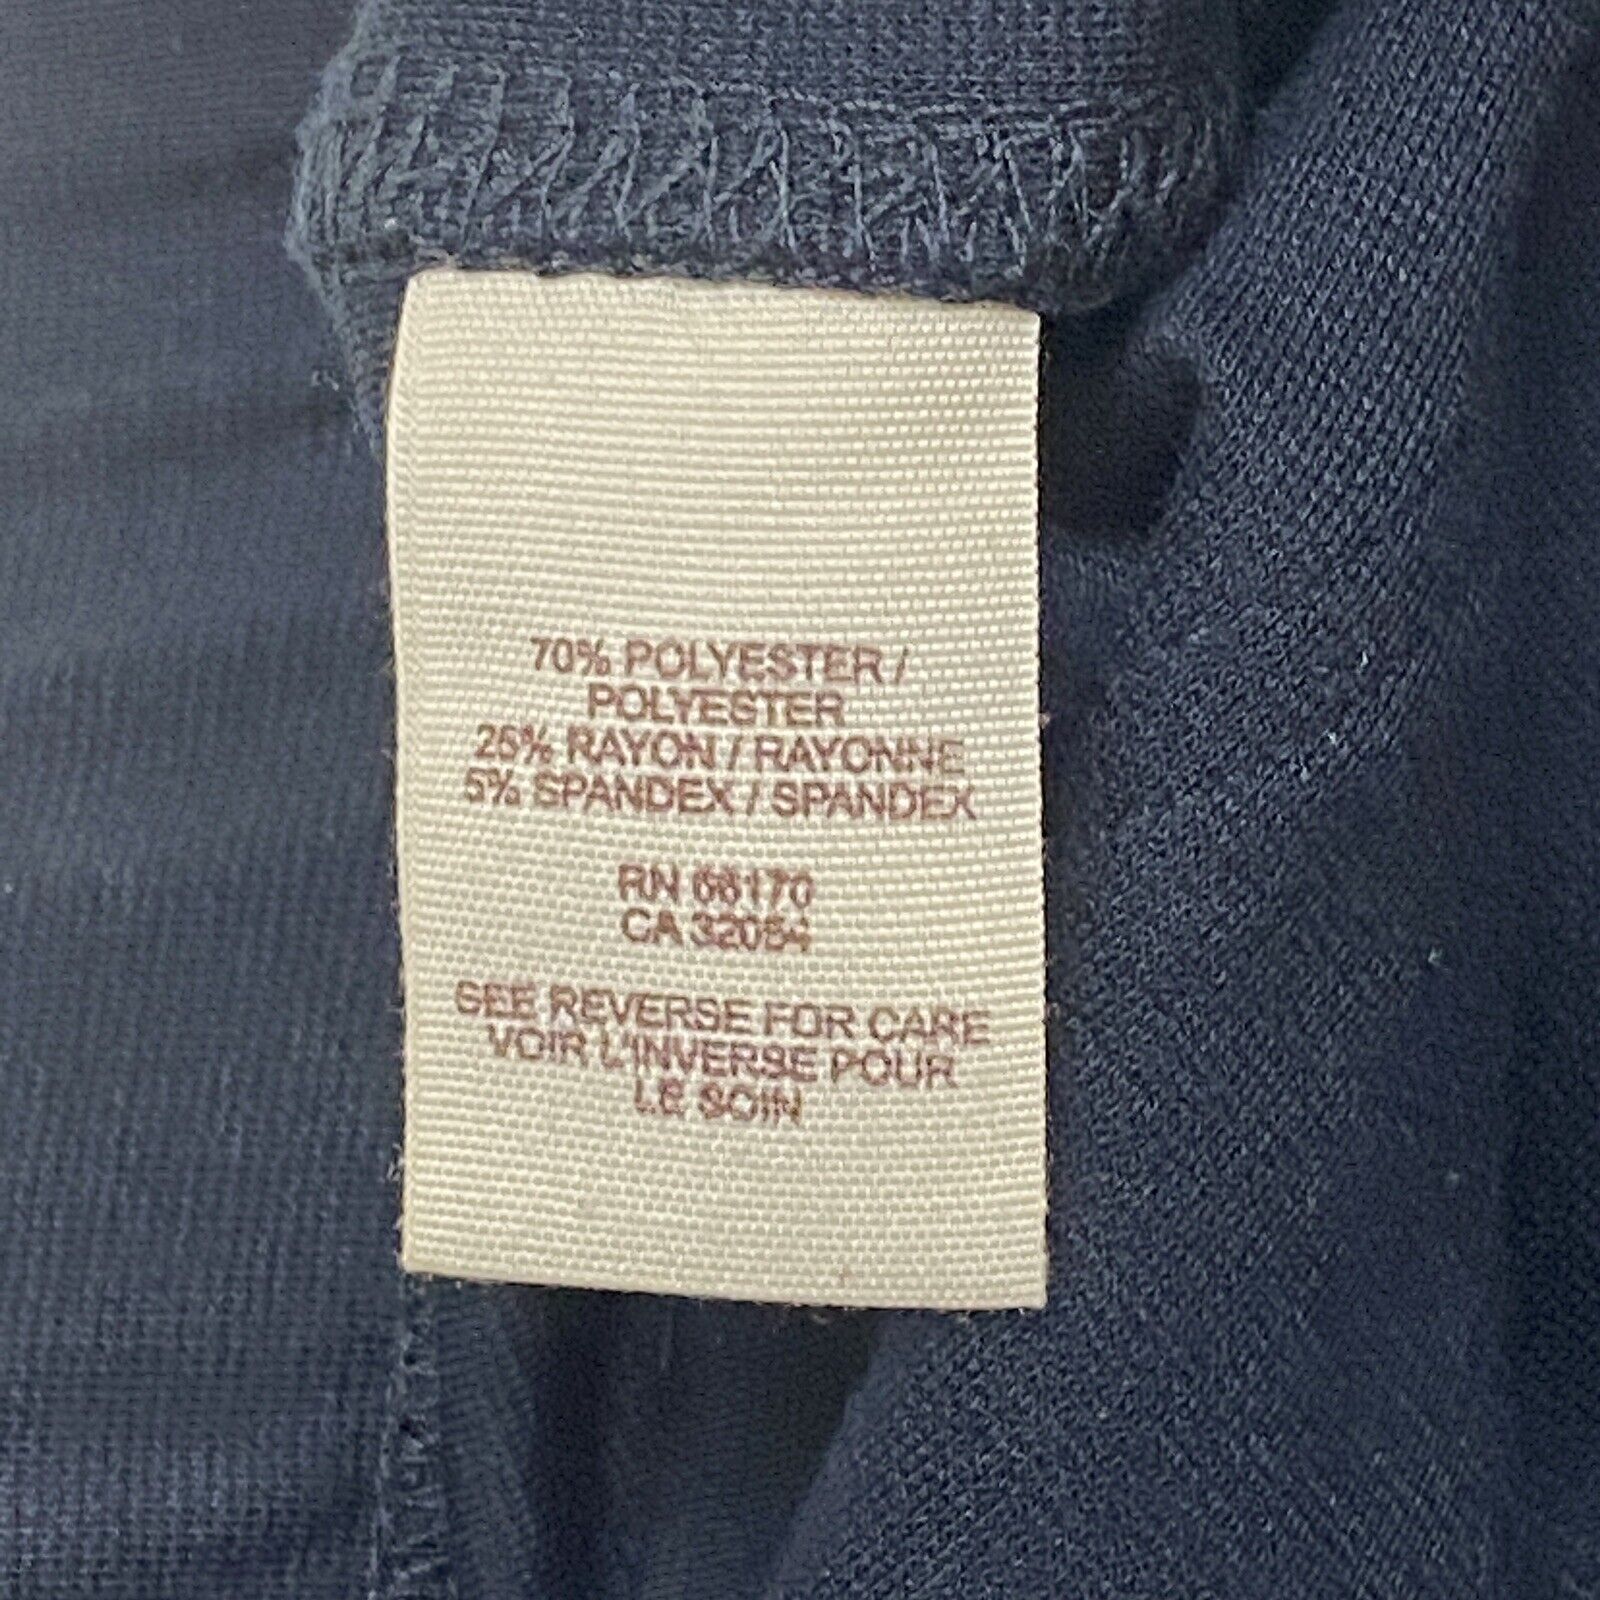 70% POLYESTER /
POLYESTER
25% RAYON / RAYONNE
5% SPANDEX / SPANDEX
RN 66170
CA 32054
SEE REVERSE FOR CARE
VOIR L'INVERSE POUR
LE SOIN